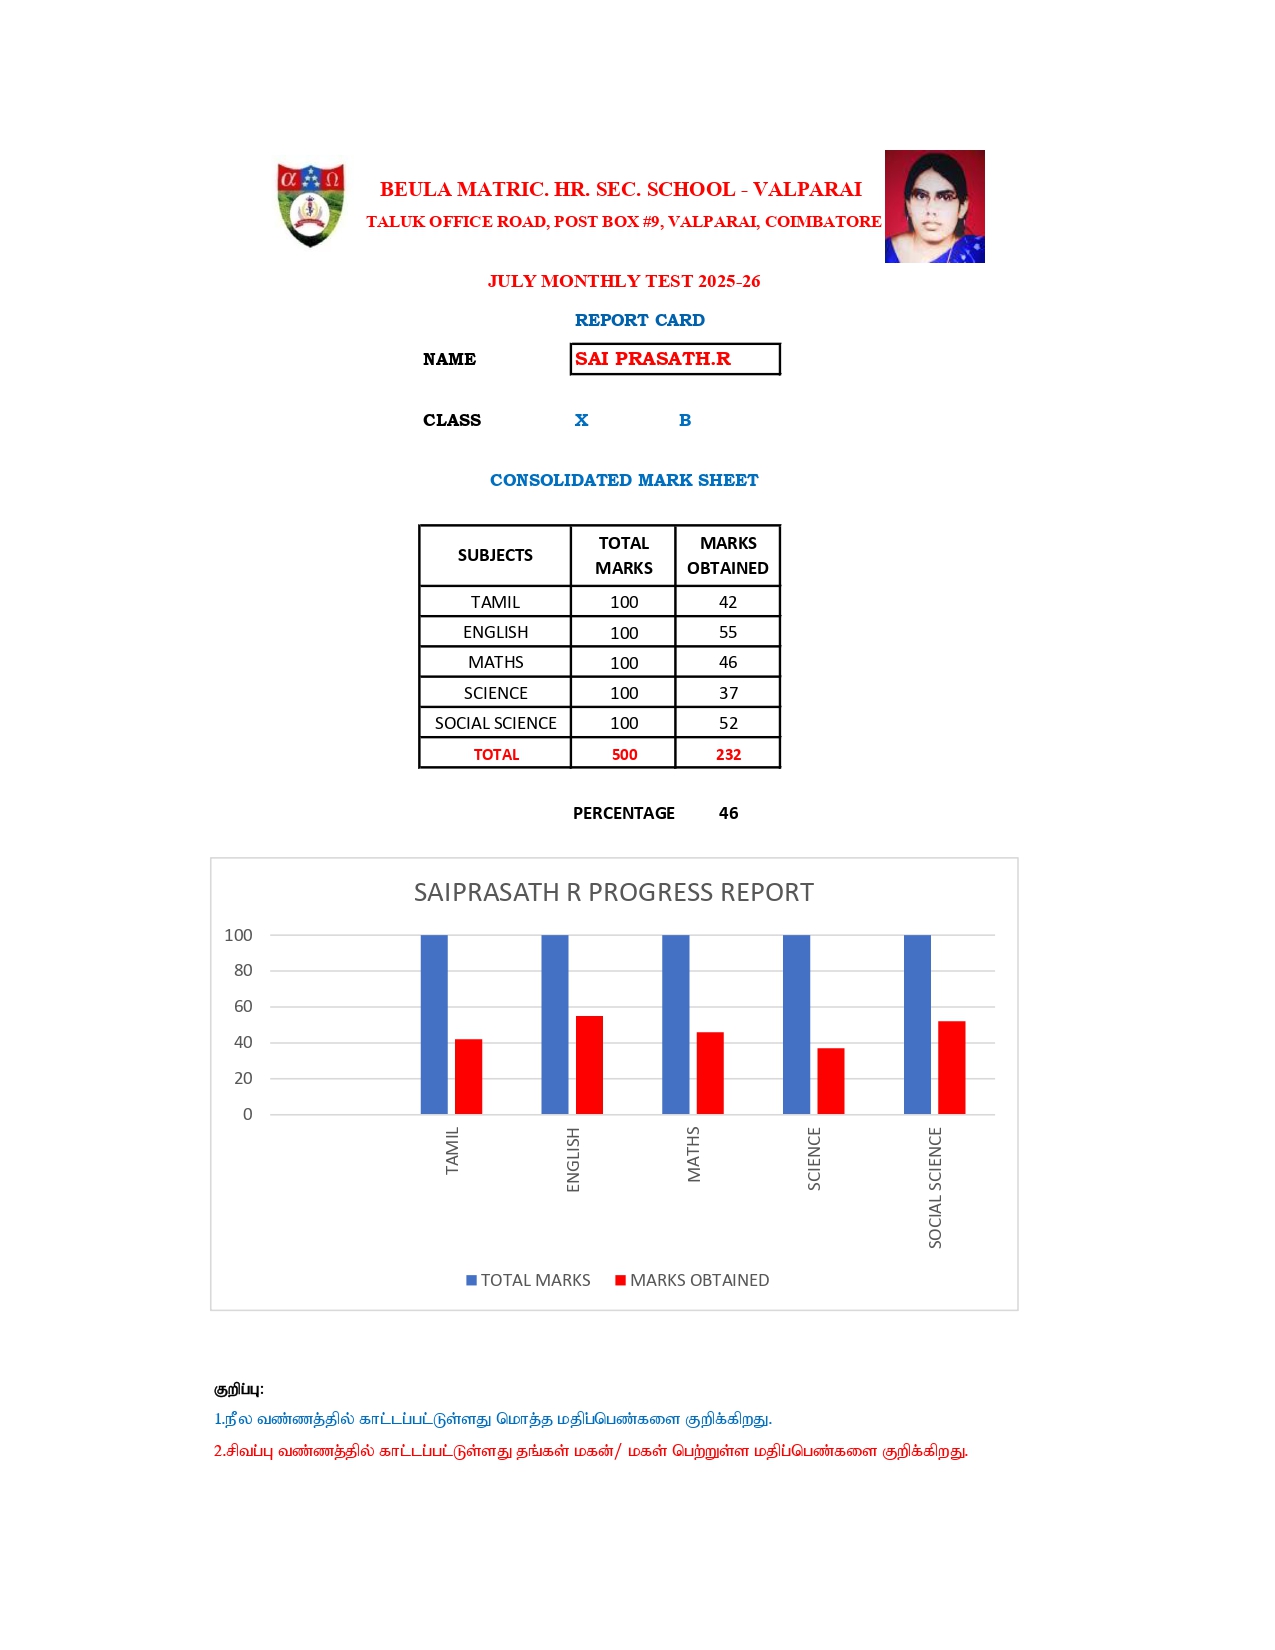 α Ω
BEULA MATRIC. HR. SEC. SCHOOL - VALPARAI
TALUK OFFICE ROAD, POST BOX #9, VALPARAI, COIMBATORE
JULY MONTHLY TEST 2025-26
REPORT CARD
NAME SAI PRASATH.R
CLASS X B
CONSOLIDATED MARK SHEET
SUBJECTS TOTAL MARKS MARKS OBTAINED
TAMIL 100 42
ENGLISH 100 55
MATHS 100 46
SCIENCE 100 37
SOCIAL SCIENCE 100 52
TOTAL 500 232
PERCENTAGE 46
SAIPRASATH R PROGRESS REPORT
100
80
60
40
20
0
TAMIL ENGLISH MATHS SCIENCE SOCIAL SCIENCE
TOTAL MARKS MARKS OBTAINED
குறிப்பு:
1.நீல வண்ணத்தில் காட்டப்பட்டுள்ளது மொத்த மதிப்பெண்களை குறிக்கிறது.
2.சிவப்பு வண்ணத்தில் காட்டப்பட்டுள்ளது தங்கள் மகன்/ மகள் பெற்றுள்ள மதிப்பெண்களை குறிக்கிறது.